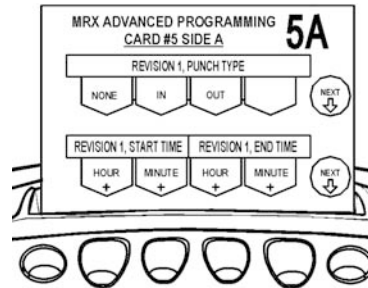 MRX ADVANCED PROGRAMMING
CARD #5 SIDE A
5A
REVISION 1, PUNCH TYPE
NONE IN OUT NEXT
REVISION 1, START TIME REVISION 1, END TIME
HOUR + MINUTE + HOUR + MINUTE + NEXT